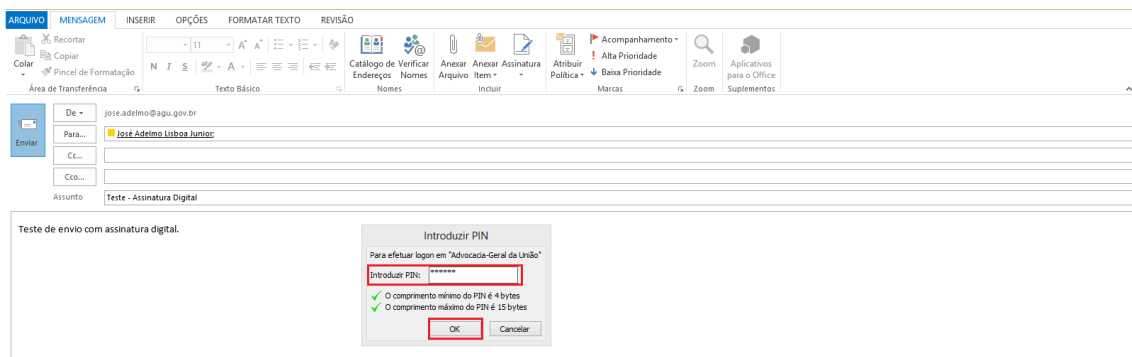 ARQUIVO MENSAGEM INSERIR OPÇÕES FORMATAR TEXTO REVISÃO
Colar
Recortar
Copiar
Pincel de Formatação
Área de Transferência
11 A A
N I S A
Texto Básico
Catálogo de Endereços
Verificar Nomes
Nomes
Anexar Arquivo
Anexar Item
Assinatura
Incluir
Atribuir Política
Acompanhamento
Alta Prioridade
Baixa Prioridade
Marcas
Zoom
Zoom
Aplicativos para o Office
Suplementos
Enviar
De jose.adelmo@agu.gov.br
Para... José Adelmo Lisboa Junior;
Cc...
Cco...
Assunto Teste - Assinatura Digital
Teste de envio com assinatura digital.
Introduzir PIN
Para efetuar logon em "Advocacia-Geral da União"
Introduzir PIN: ******
O comprimento mínimo do PIN é 4 bytes
O comprimento máximo do PIN é 15 bytes
OK Cancelar